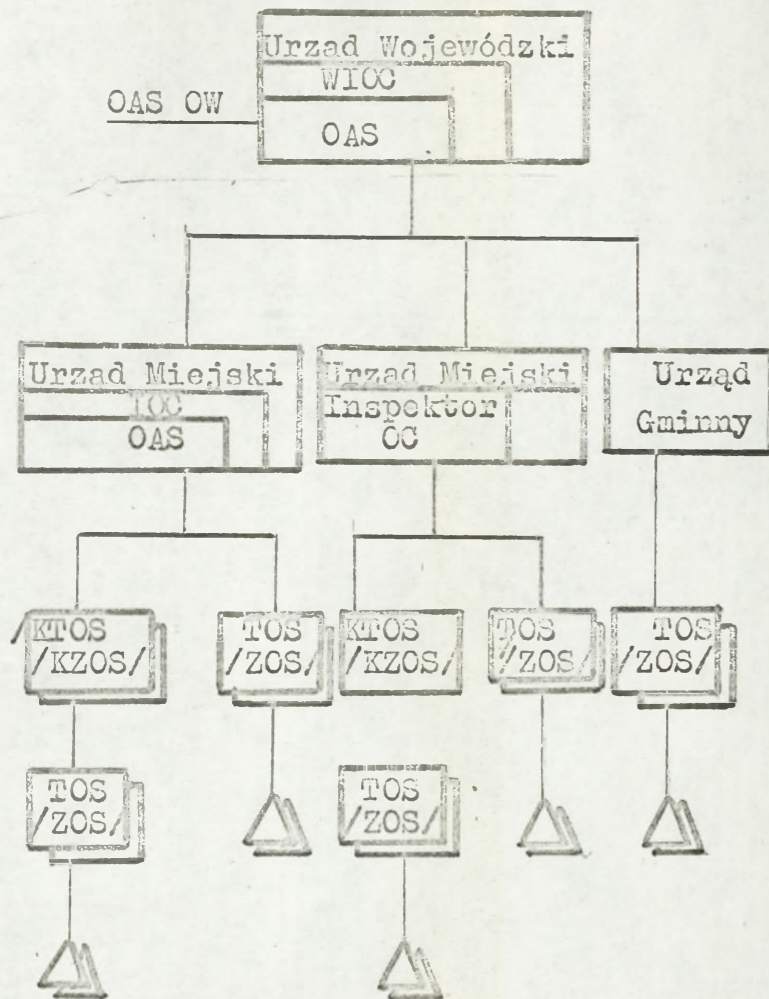 Urzad Wojewódzki
WIOC
OAS OW
OAS
Urzad Miejski
IOC
OAS
Urzad Miejski
Inspektor
OC
Urząd
Gminny
/KTOS
/KZOS/
TOS
/ZOS/
KTOS
/KZOS/
TOS
/ZOS/
TOS
/ZOS/
TOS
/ZOS/
TOS
/ZOS/